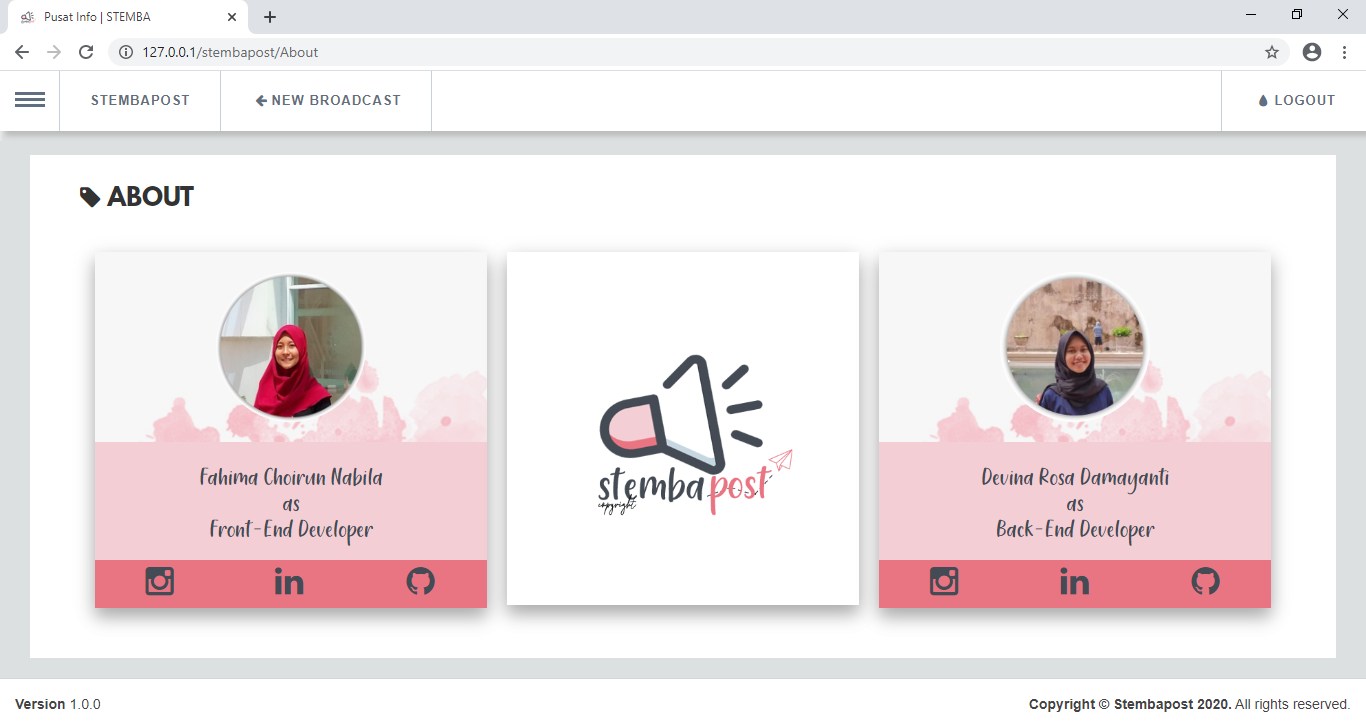 Pusat Info | STEMBA
127.0.0.1/stembapost/About
STEMBAPOST
NEW BROADCAST
LOGOUT
ABOUT
Fahima Choirun Nabila
as
Front-End Developer
stembapost
copyright
Devina Rosa Damayanti
as
Back-End Developer
Version 1.0.0
Copyright © Stembapost 2020. All rights reserved.